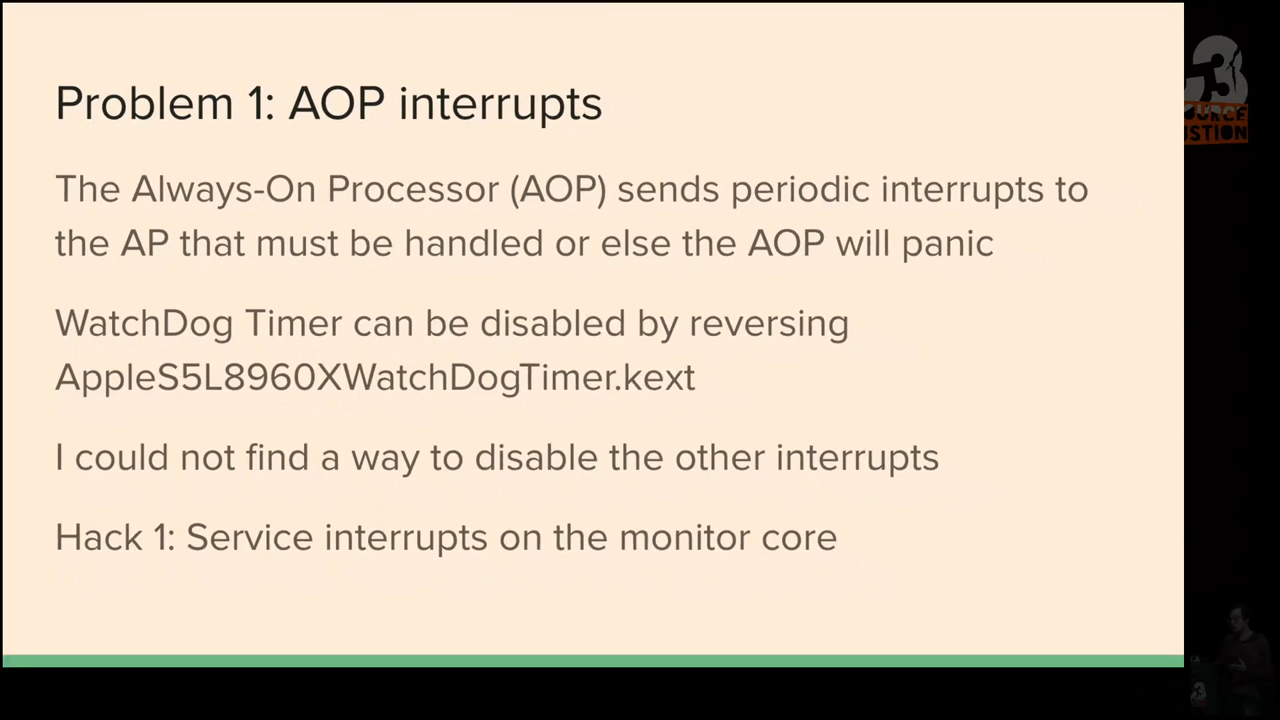 Problem 1: AOP interrupts
The Always-On Processor (AOP) sends periodic interrupts to
the AP that must be handled or else the AOP will panic
WatchDog Timer can be disabled by reversing
AppleS5L8960XWatchDogTimer.kext
I could not find a way to disable the other interrupts
Hack 1: Service interrupts on the monitor core
3